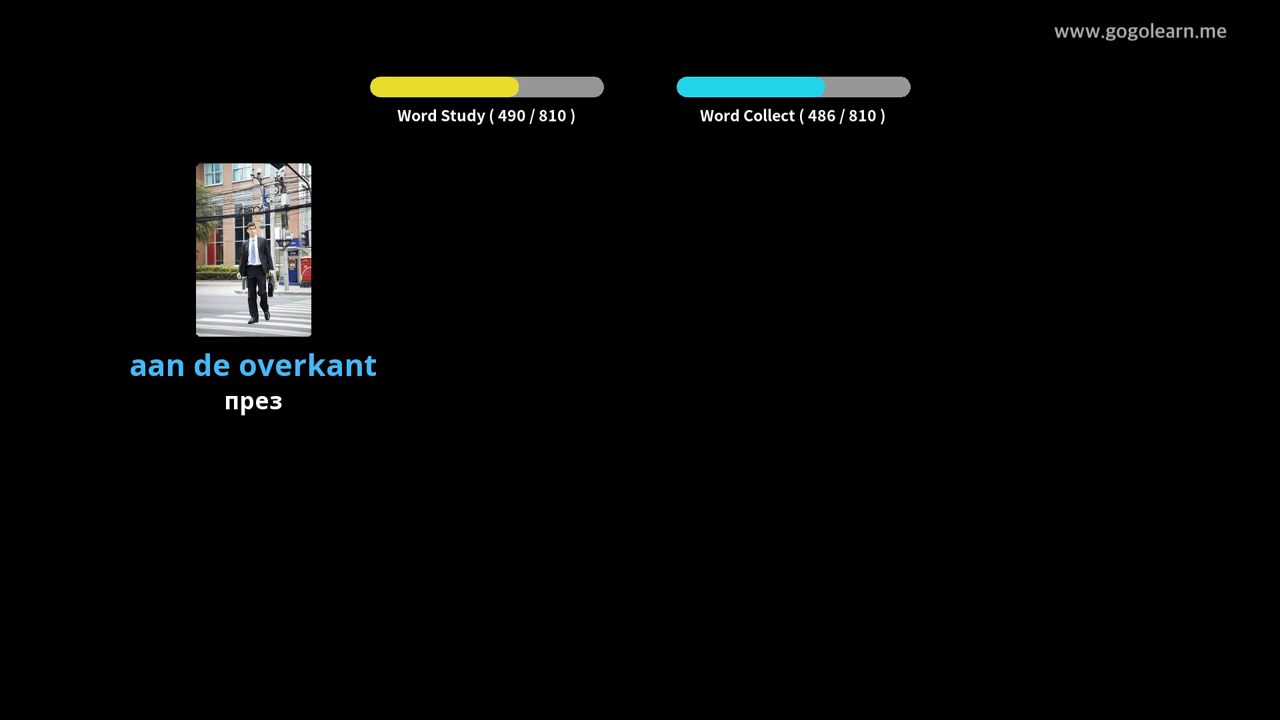 www.gogolearn.me
Word Study ( 490 / 810 )
Word Collect ( 486 / 810 )
aan de overkant
през